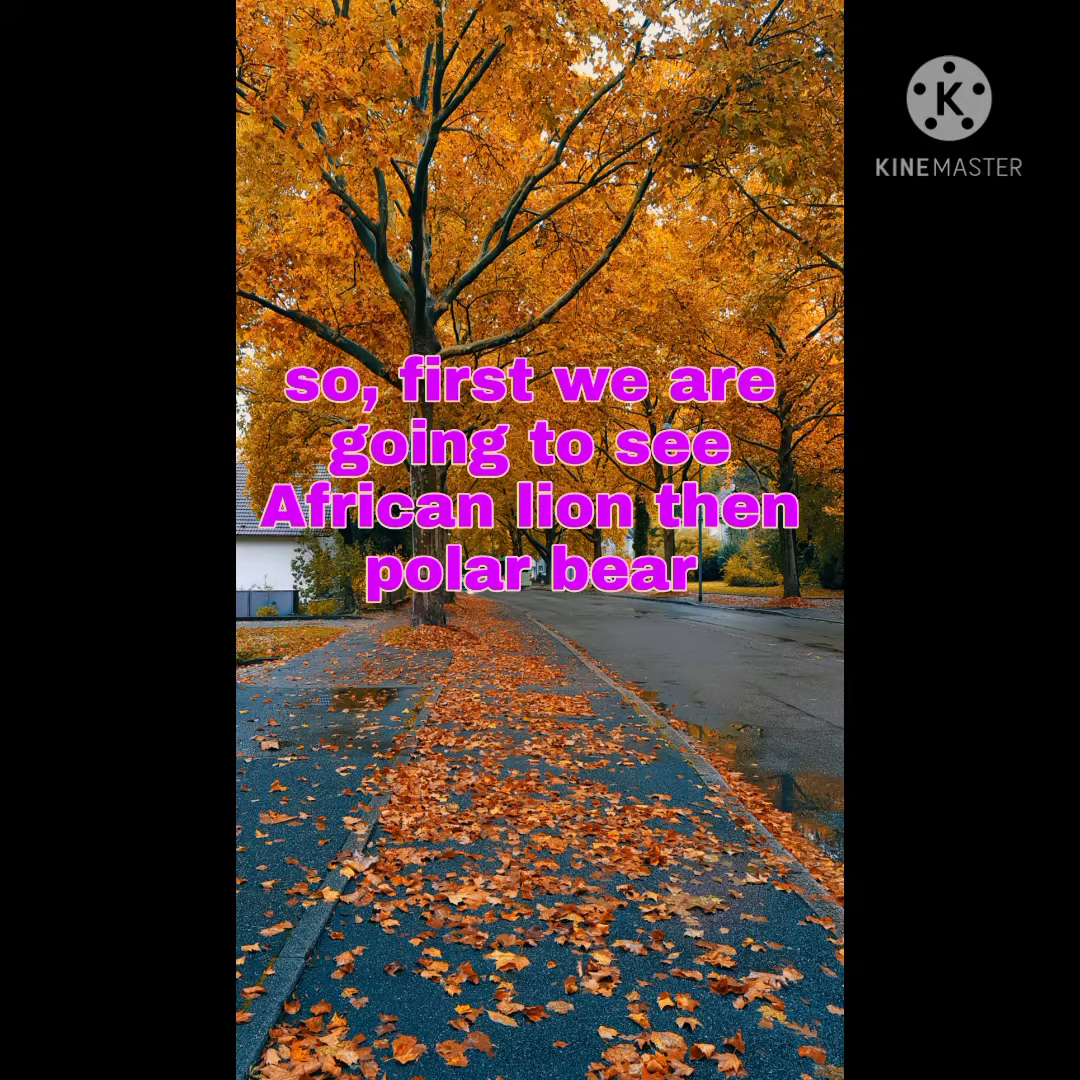 K
KINEMASTER
so, first we are
going to see
African lion then
polar bear